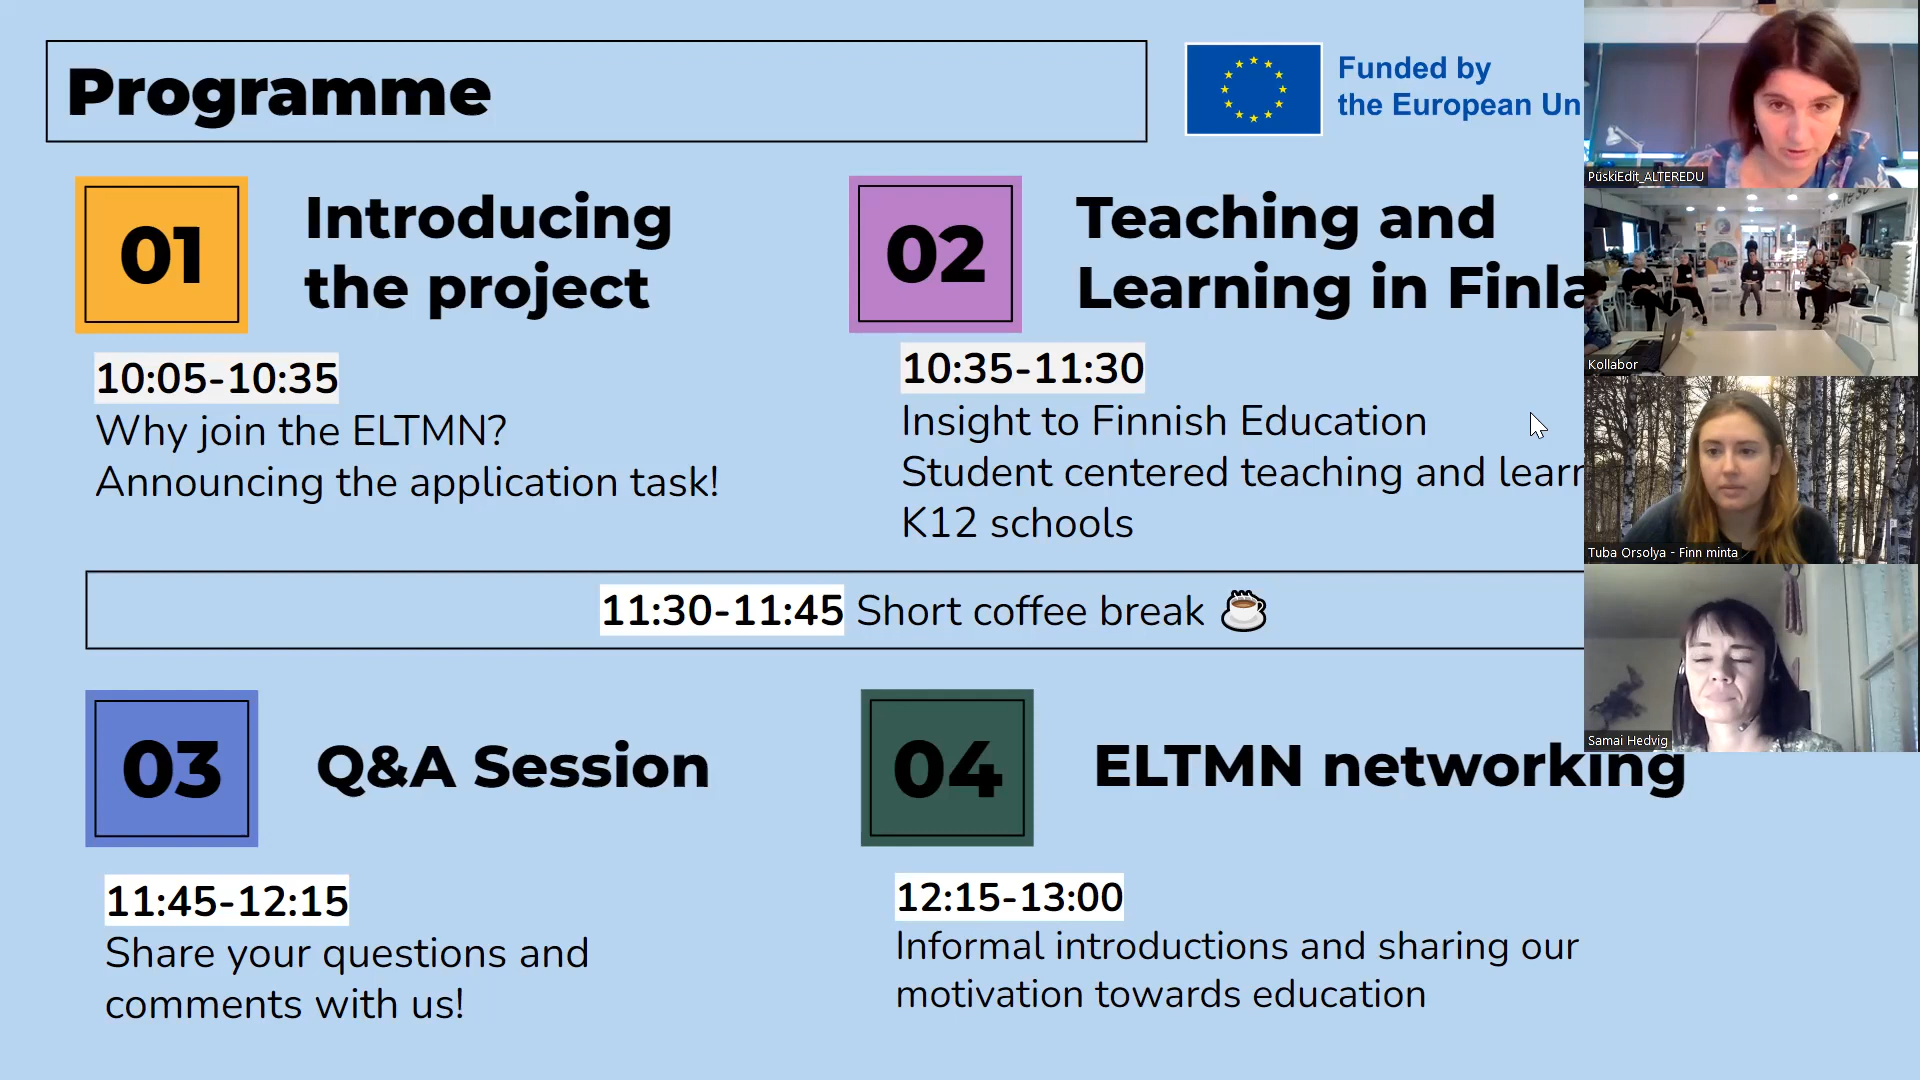 Programme
Funded by
the European Un
01
Introducing
the project
10:05-10:35
Why join the ELTMN?
Announcing the application task!
02
Teaching and
Learning in Finla
10:35-11:30
Insight to Finnish Education
Student centered teaching and learn
K12 schools
11:30-11:45 Short coffee break
03
Q&A Session
11:45-12:15
Share your questions and
comments with us!
04
ELTMN networking
12:15-13:00
Informal introductions and sharing our
motivation towards education
PüskiEdit_ALTEREDU
Kollabor
Tuba Orsolya - Finn minta
Samai Hedvig